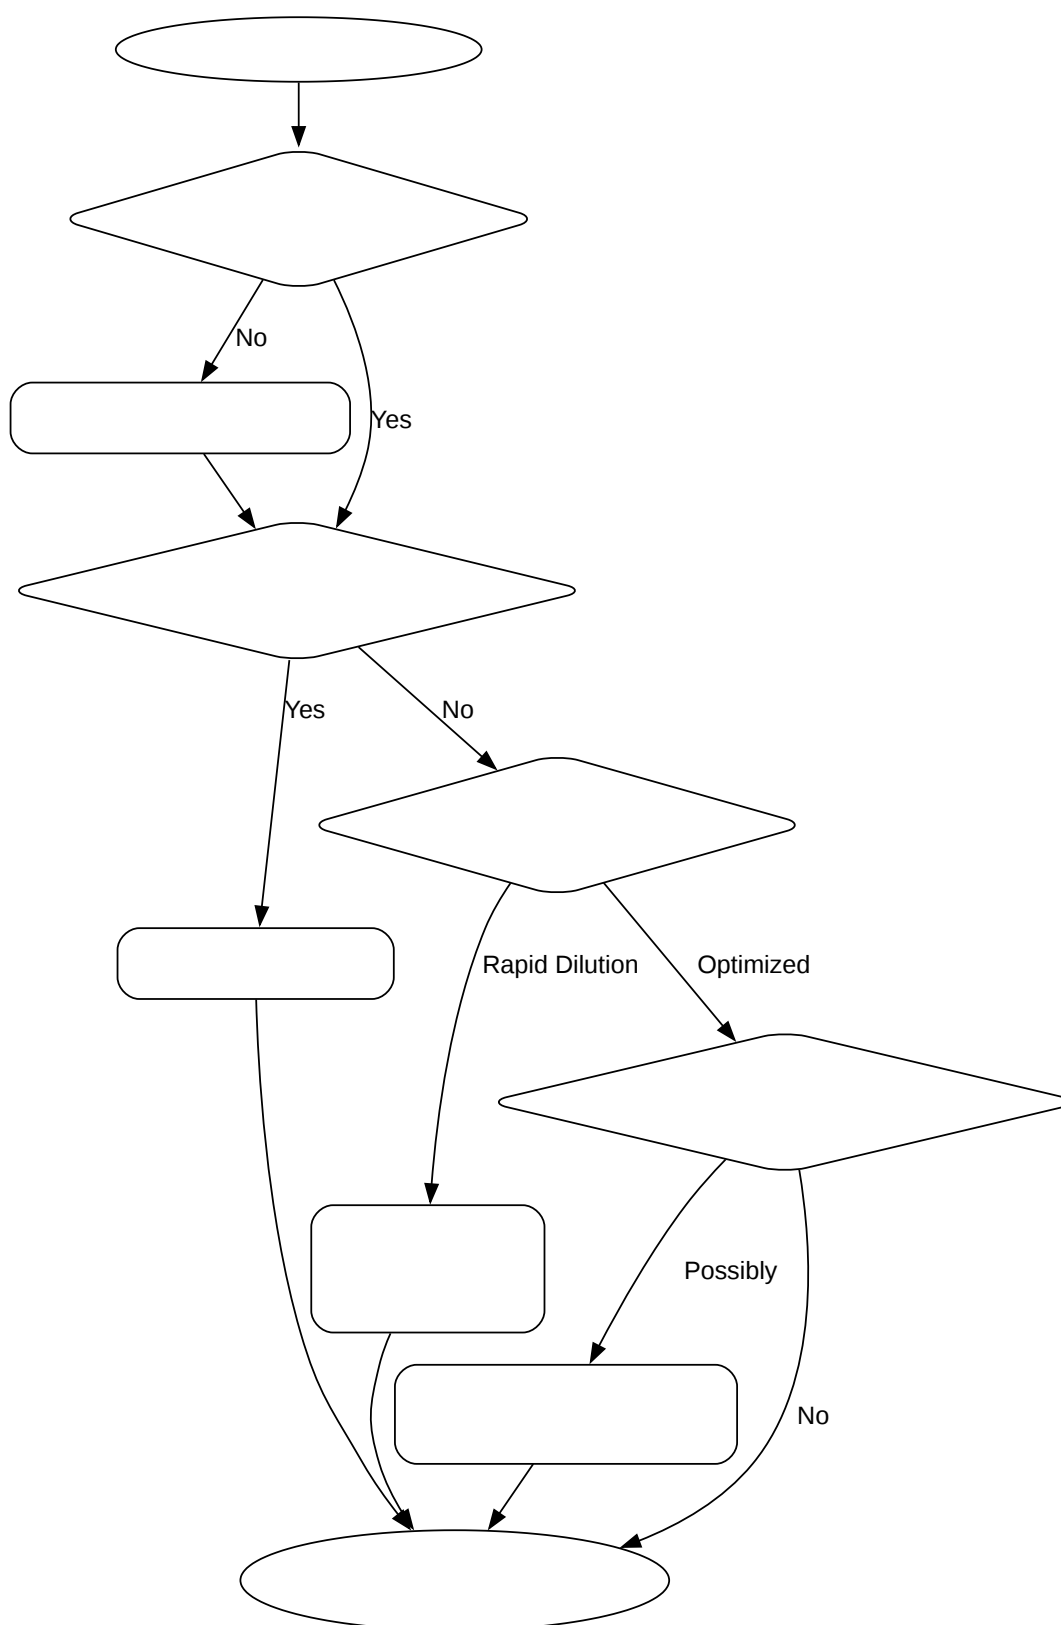 No
Yes
Yes
No
Rapid Dilution
Optimized
Possibly
No